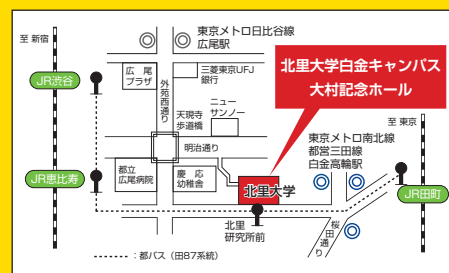 東京メトロ日比谷線
広尾駅
至 新宿
JR渋谷
広尾
プラザ
外苑西通り
三菱東京UFJ
銀行
北里大学白金キャンパス
大村記念ホール
天現寺
歩道橋
ニュー
サンノー
至 東京
明治通り
東京メトロ南北線
都営三田線
白金高輪駅
JR恵比寿
都立
広尾病院
慶応
幼稚舎
北里大学
JR田町
北里
研究所前
桜田通り
：都バス（田87系統）